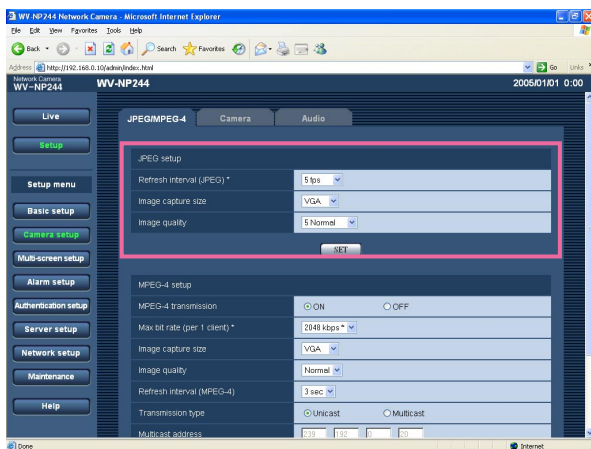 WV-NP244 Network Camera - Microsoft Internet Explorer
File Edit View Favorites Tools Help
Back Search Favorites
Address http://192.168.0.10/admin/index.html Go Links
Network Camera
WV-NP244
WV-NP244 2005/01/01 0:00
Live
Setup
Setup menu
Basic setup
Camera setup
Multi-screen setup
Alarm setup
Authentication setup
Server setup
Network setup
Maintenance
Help
JPEG/MPEG-4 Camera Audio
JPEG setup
Refresh interval (JPEG) * 5 fps
Image capture size VGA
Image quality 5 Normal
SET
MPEG-4 setup
MPEG-4 transmission ON OFF
Max bit rate (per 1 client) * 2048 kbps *
Image capture size VGA
Image quality Normal
Refresh interval (MPEG-4) 3 sec
Transmission type Unicast Multicast
Multicast address 239 192 0 20
Done Internet